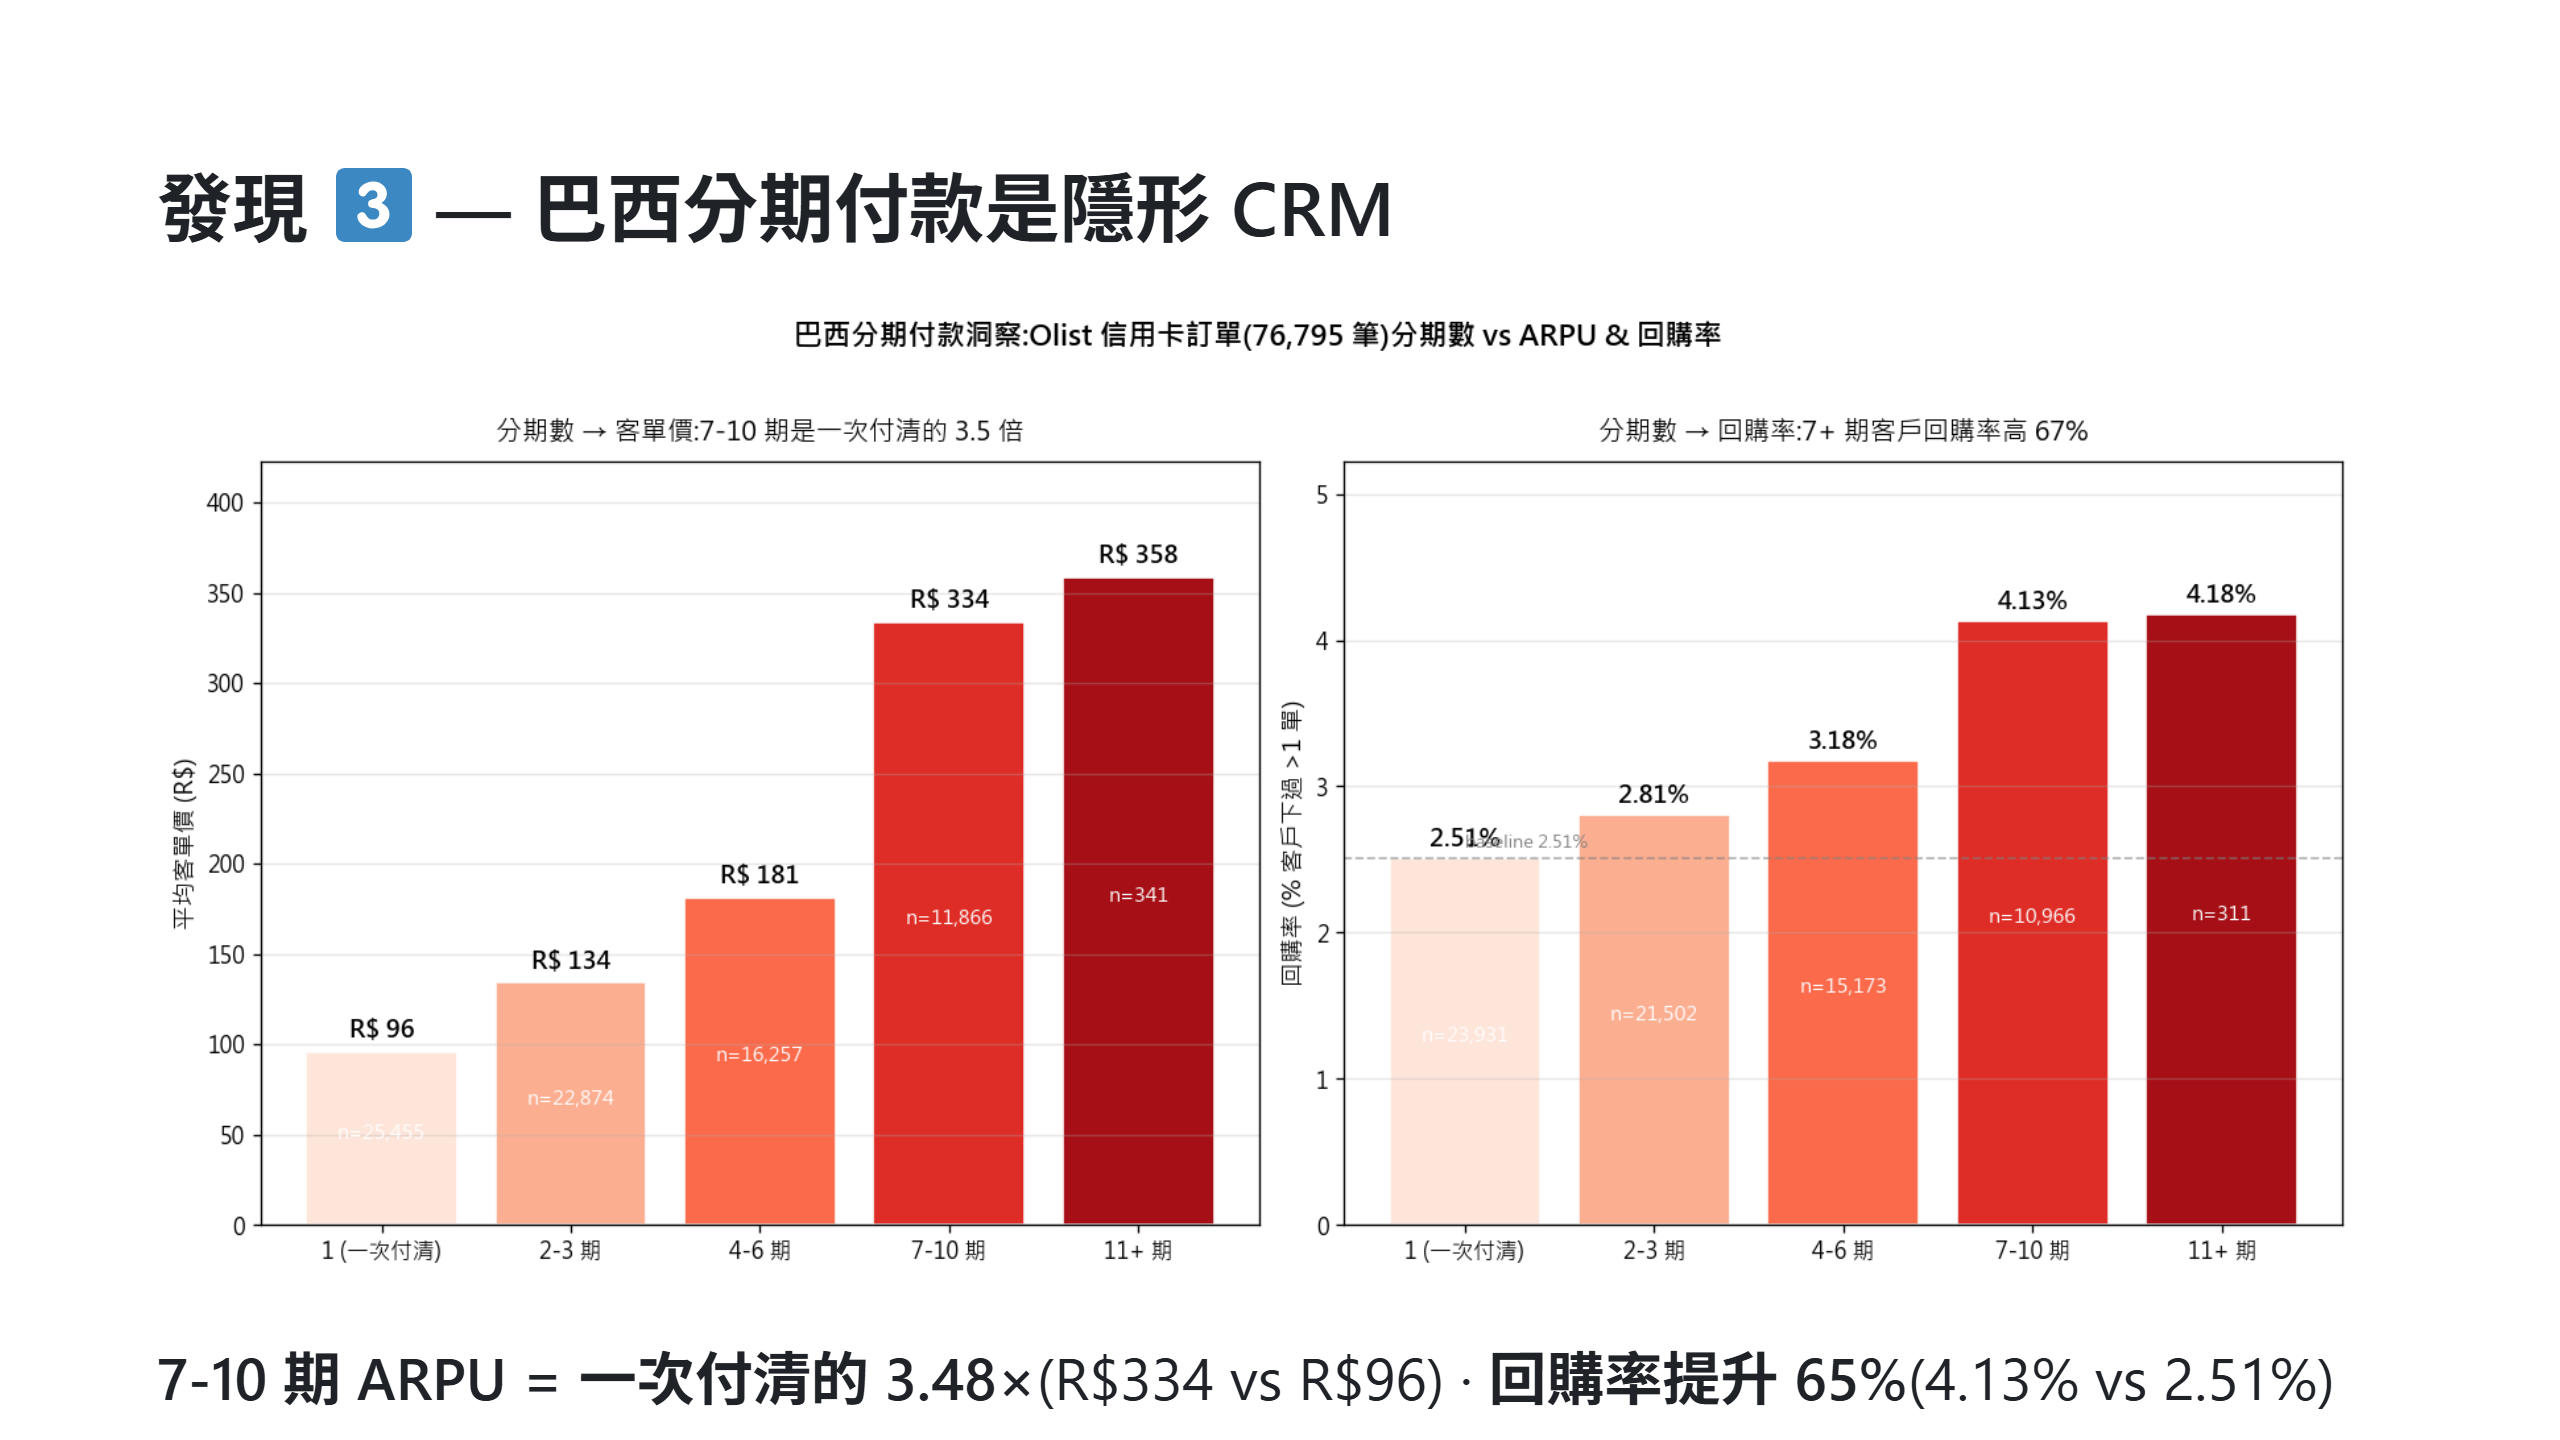 發現 3️⃣ — 巴西分期付款是隱形 CRM
巴西分期付款洞察:Olist 信用卡訂單(76,795 筆)分期數 vs ARPU & 回購率
分期數 → 客單價:7-10 期是一次付清的 3.5 倍
平均客單價 (R$)
400
350
300
250
200
150
100
50
0
R$ 96
R$ 134
R$ 181
R$ 334
R$ 358
n=25,455
n=22,874
n=16,257
n=11,866
n=341
1 (一次付清)
2-3 期
4-6 期
7-10 期
11+ 期
分期數 → 回購率:7+ 期客戶回購率高 67%
回購率 (% 客戶下過 >1 單)
5
4
3
2
1
0
2.51%
baseline 2.51%
2.81%
3.18%
4.13%
4.18%
n=23,931
n=21,502
n=15,173
n=10,966
n=311
1 (一次付清)
2-3 期
4-6 期
7-10 期
11+ 期
7-10 期 ARPU = 一次付清的 3.48×(R$334 vs R$96) · 回購率提升 65%(4.13% vs 2.51%)